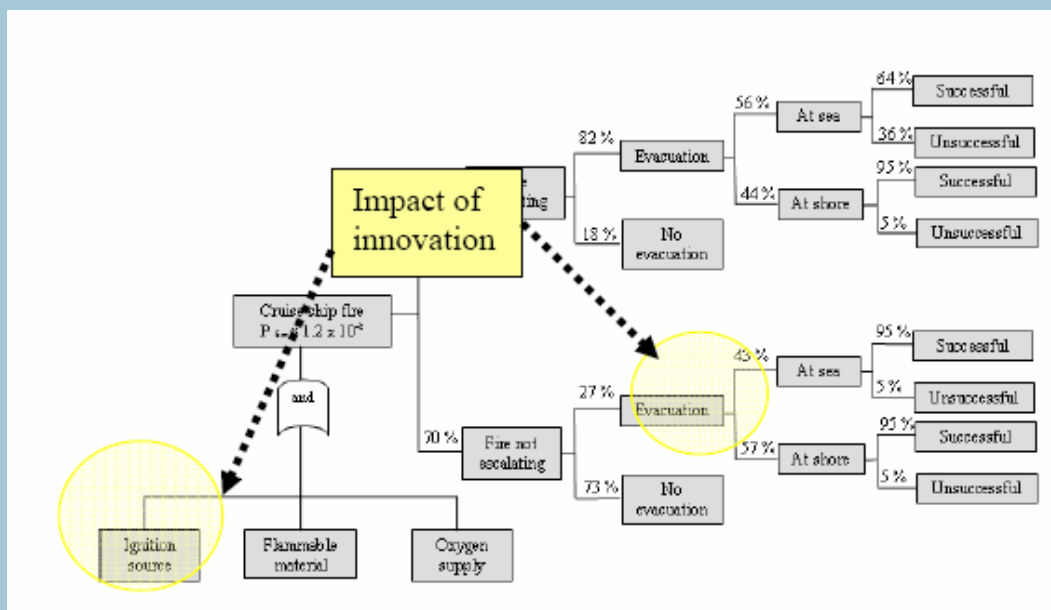 64 %
Successful
56 %
At sea
36 %
Unsuccessful
82 %
Evacuation
95 %
Successful
44 %
At shore
5 %
Unsuccessful
18 %
No
evacuation
Impact of
innovation
Cruise ship fire
and
95 %
Successful
43 %
At sea
5 %
Unsuccessful
27 %
Evacuation
95 %
Successful
57 %
At shore
5 %
Unsuccessful
70 %
Fire not
escalating
73 %
No
evacuation
Ignition
source
Flammable
material
Oxygen
supply